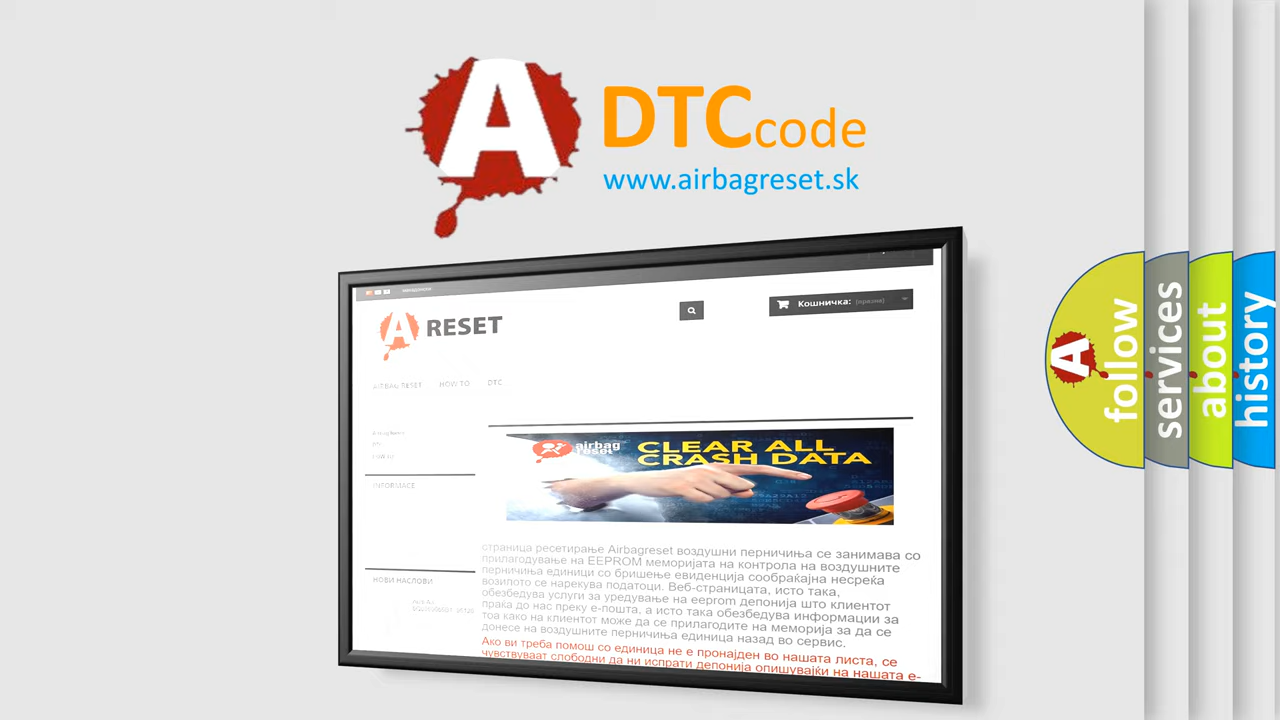 A
DTCcode
www.airbagreset.sk
A RESET
Кошничка: (празни)
AIRBAG RESET HOW TO DTC
airbag
reset
CLEAR ALL
CRASH DATA
INFORMACE
НОВИ НАСЛОВИ
страница ресетирање Airbagreset воздушни перничиња се занимава со
прилагодување на EEPROM меморијата на контрола на воздушните
перничиња единици со бришење евиденција сообраќајна несреќа
возилото се нарекува податоци. Веб-страницата, исто така,
обезбедува услуги за уредување на eeprom депонија што клиентот
праќа до нас преку е-пошта, а исто така обезбедува информации за
тоа како на клиентот може да се прилагодите на меморија за да се
донесе на воздушните перничиња единица назад во сервис.
Ако ви треба помош со единица не е пронајден во нашата листа, се
чувствуваат слободни да ни испрати депонија опишувајќи на нашата е-
A
follow
services
about
history